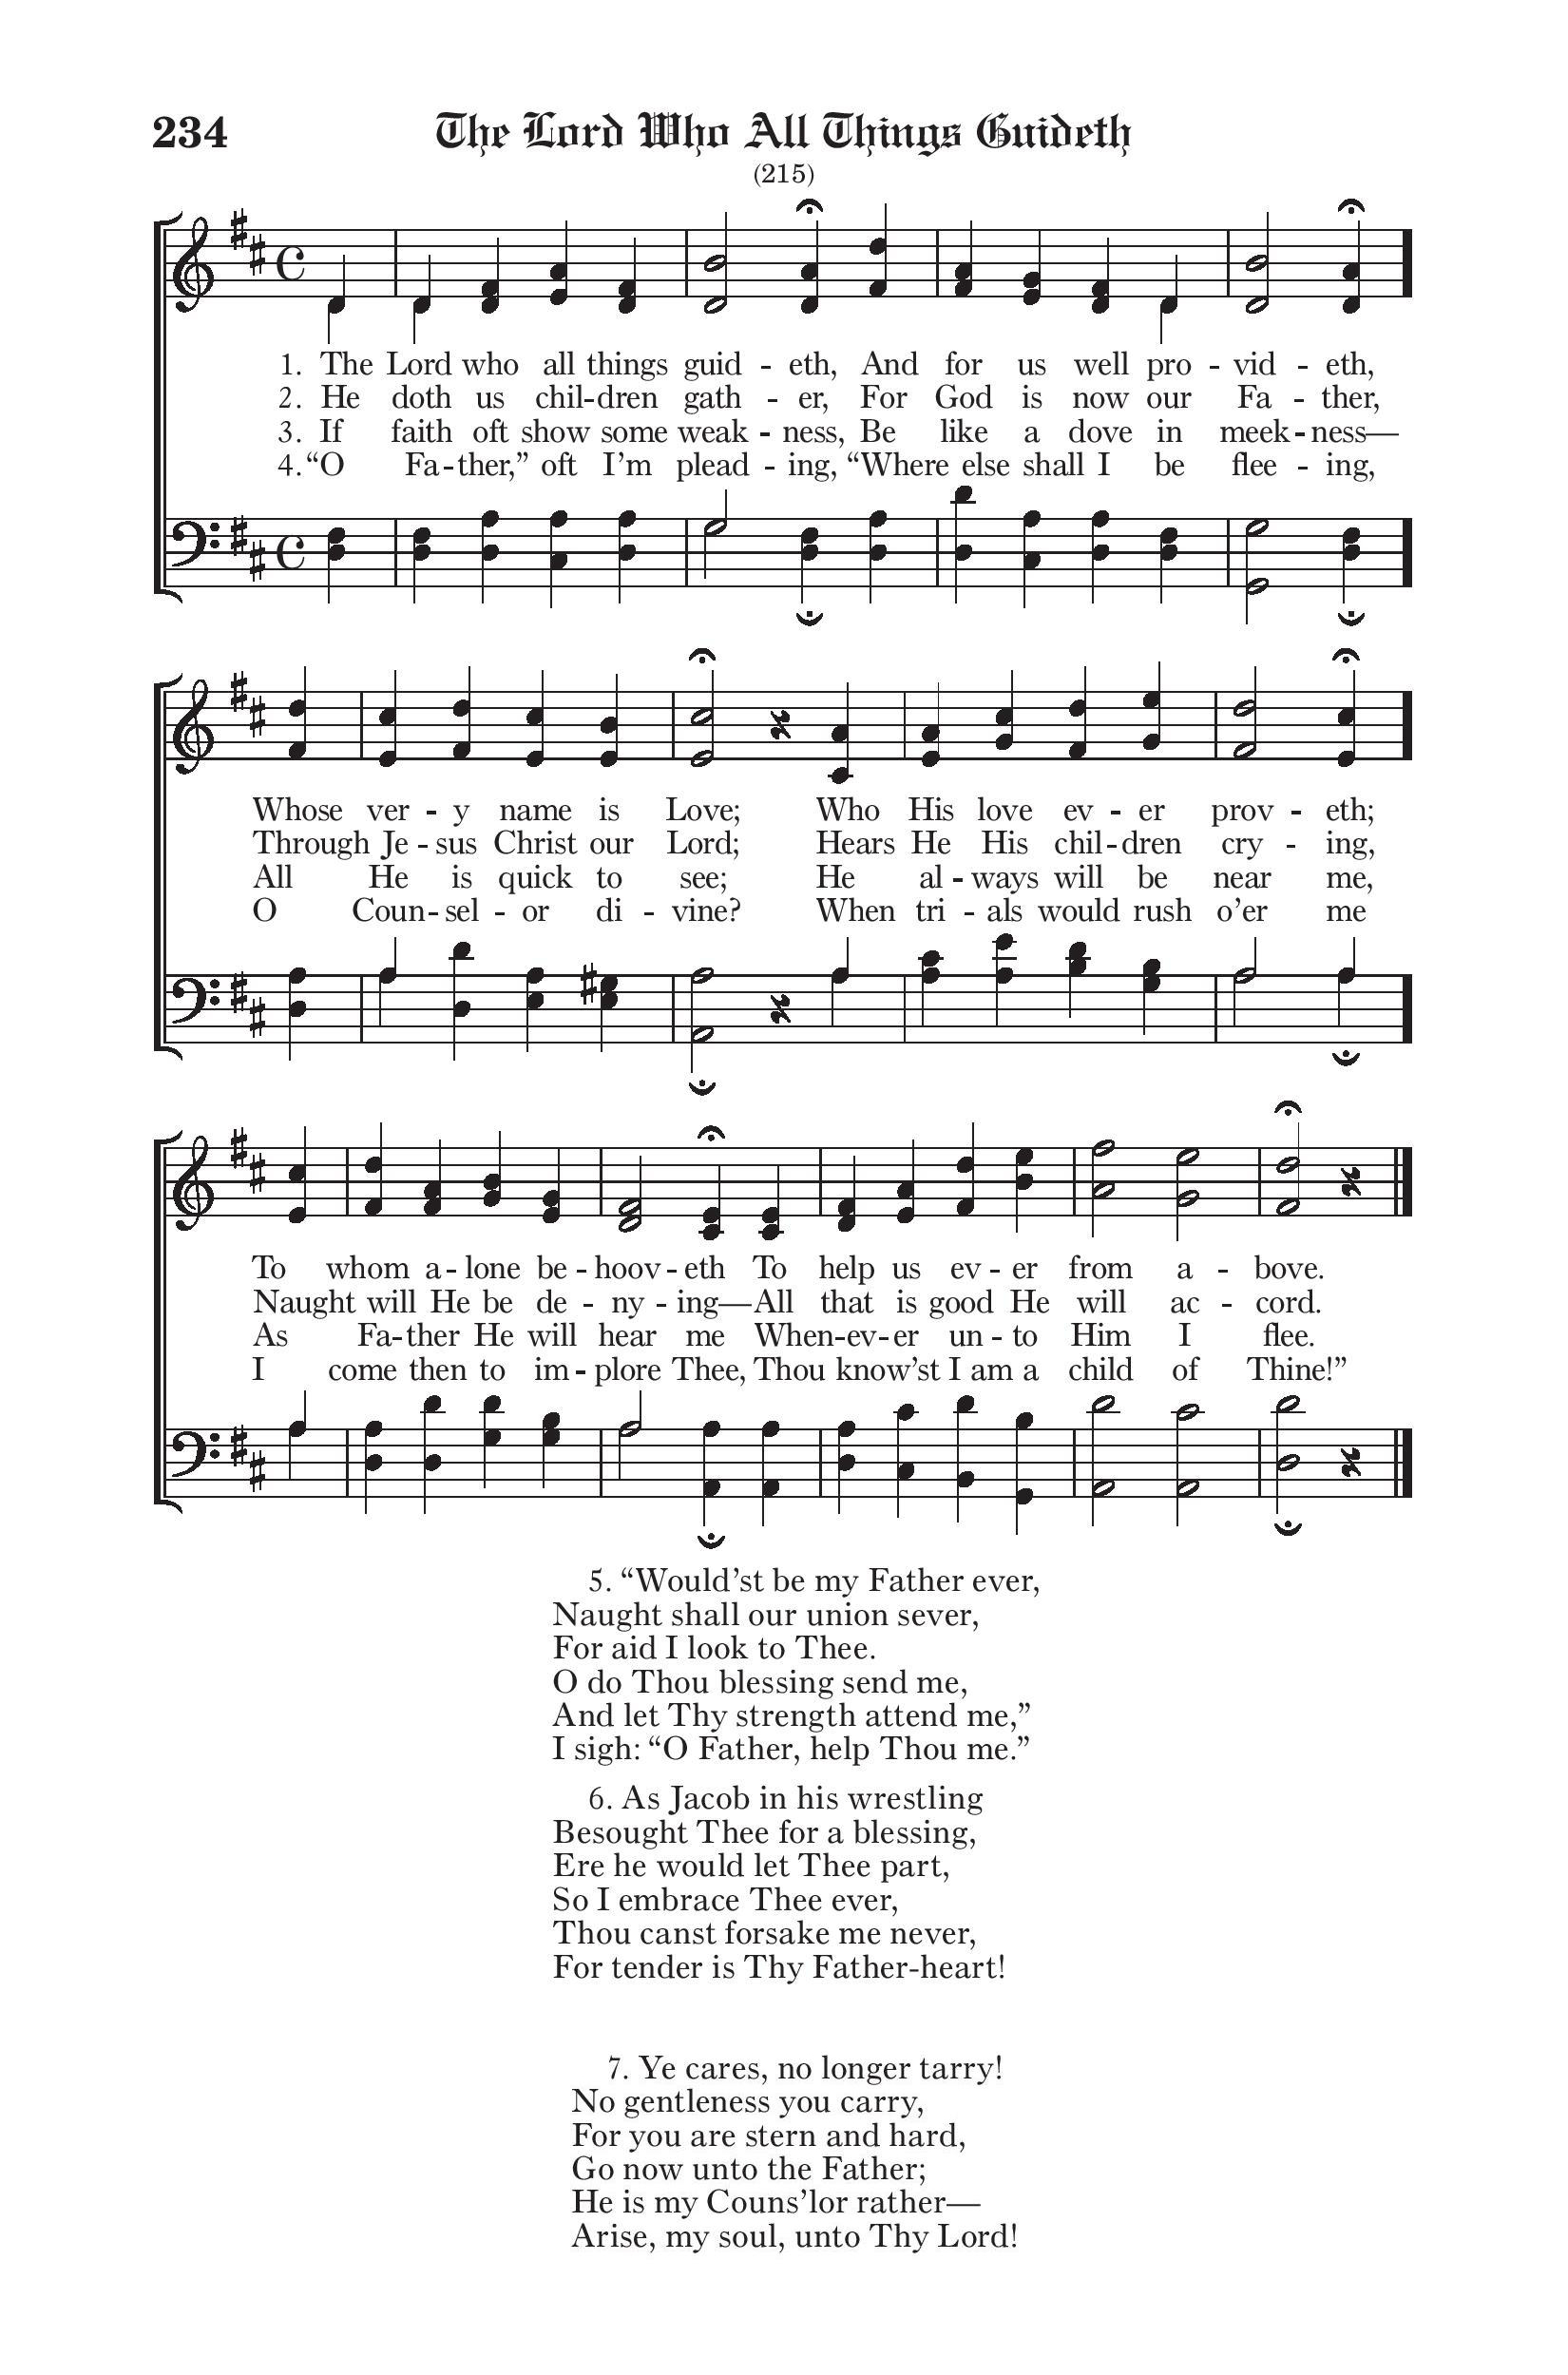 234 The Lord Who All Things Guideth
(215)
1. The Lord who all things guid - eth, And for us well pro - vid - eth,
2. He doth us chil - dren gath - er, For God is now our Fa - ther,
3. If faith oft show some weak - ness, Be like a dove in meek - ness—
4. “O Fa - ther,” oft I’m plead - ing, “Where else shall I be flee - ing,
Whose ver - y name is Love; Who His love ev - er prov - eth;
Through Je - sus Christ our Lord; Hears He His chil - dren cry - ing,
All He is quick to see; He al - ways will be near me,
O Coun - sel - or di - vine? When tri - als would rush o’er me
To whom a - lone be - hoov - eth To help us ev - er from a - bove.
Naught will He be de - ny - ing—All that is good He will ac - cord.
As Fa - ther He will hear me When - ev - er un - to Him I flee.
I come then to im - plore Thee, Thou know’st I am a child of Thine!”
5. “Would’st be my Father ever,
Naught shall our union sever,
For aid I look to Thee.
O do Thou blessing send me,
And let Thy strength attend me,”
I sigh: “O Father, help Thou me.”
6. As Jacob in his wrestling
Besought Thee for a blessing,
Ere he would let Thee part,
So I embrace Thee ever,
Thou canst forsake me never,
For tender is Thy Father-heart!
7. Ye cares, no longer tarry!
No gentleness you carry,
For you are stern and hard,
Go now unto the Father;
He is my Couns’lor rather—
Arise, my soul, unto Thy Lord!